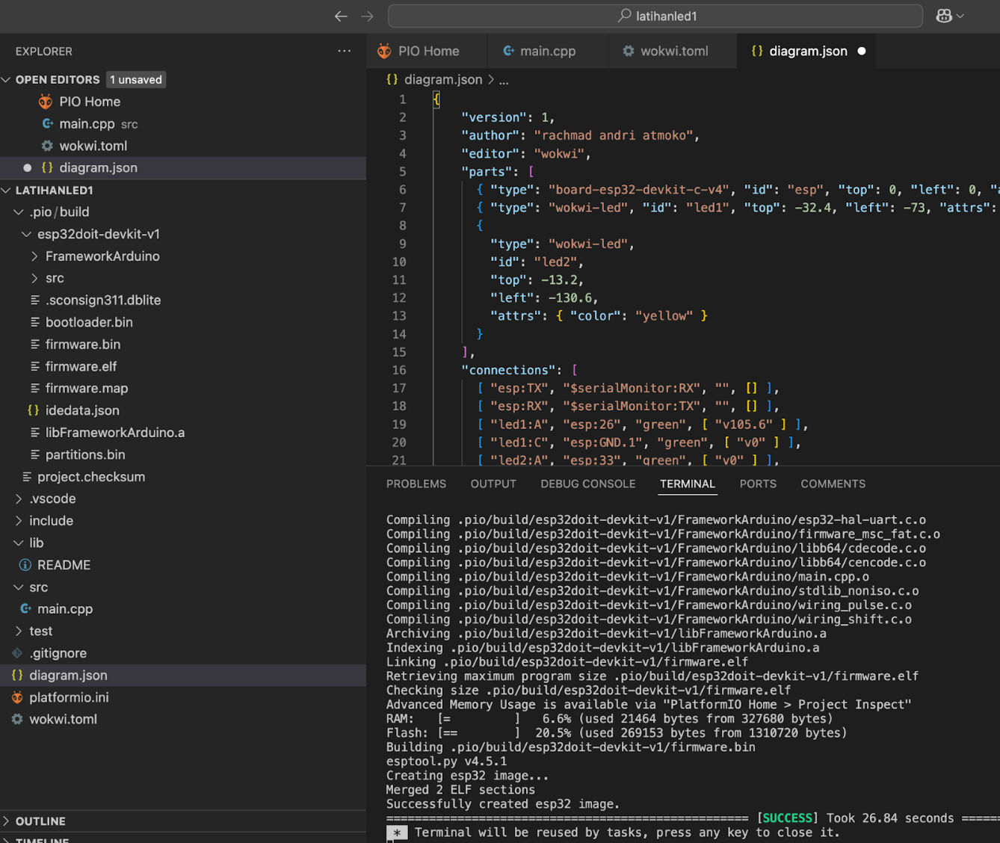 latihanled1
EXPLORER
OPEN EDITORS 1 unsaved
PIO Home
main.cpp src
wokwi.toml
diagram.json
LATIHANLED1
.pio/build
esp32doit-devkit-v1
FrameworkArduino
src
.sconsign311.dblite
bootloader.bin
firmware.bin
firmware.elf
firmware.map
idedata.json
libFrameworkArduino.a
partitions.bin
project.checksum
.vscode
include
lib
README
src
main.cpp
test
.gitignore
diagram.json
platformio.ini
wokwi.toml
OUTLINE
TIMELINE
PIO Home main.cpp wokwi.toml {} diagram.json
{} diagram.json > ...
1 {
2 "version": 1,
3 "author": "rachmad andri atmoko",
4 "editor": "wokwi",
5 "parts": [
6 { "type": "board-esp32-devkit-c-v4", "id": "esp", "top": 0, "left": 0, "a
7 { "type": "wokwi-led", "id": "led1", "top": -32.4, "left": -73, "attrs":
8 {
9 "type": "wokwi-led",
10 "id": "led2",
11 "top": -13.2,
12 "left": -130.6,
13 "attrs": { "color": "yellow" }
14 }
15 ],
16 "connections": [
17 [ "esp:TX", "$serialMonitor:RX", "", [] ],
18 [ "esp:RX", "$serialMonitor:TX", "", [] ],
19 [ "led1:A", "esp:26", "green", [ "v105.6" ] ],
20 [ "led1:C", "esp:GND.1", "green", [ "v0" ] ],
21 [ "led2:A", "esp:33", "green", [ "v0" ] ],
PROBLEMS OUTPUT DEBUG CONSOLE TERMINAL PORTS COMMENTS
Compiling .pio/build/esp32doit-devkit-v1/FrameworkArduino/esp32-hal-uart.c.o
Compiling .pio/build/esp32doit-devkit-v1/FrameworkArduino/firmware_msc_fat.c.o
Compiling .pio/build/esp32doit-devkit-v1/FrameworkArduino/libb64/cdecode.c.o
Compiling .pio/build/esp32doit-devkit-v1/FrameworkArduino/libb64/cencode.c.o
Compiling .pio/build/esp32doit-devkit-v1/FrameworkArduino/main.cpp.o
Compiling .pio/build/esp32doit-devkit-v1/FrameworkArduino/stdlib_noniso.c.o
Compiling .pio/build/esp32doit-devkit-v1/FrameworkArduino/wiring_pulse.c.o
Compiling .pio/build/esp32doit-devkit-v1/FrameworkArduino/wiring_shift.c.o
Archiving .pio/build/esp32doit-devkit-v1/libFrameworkArduino.a
Indexing .pio/build/esp32doit-devkit-v1/libFrameworkArduino.a
Linking .pio/build/esp32doit-devkit-v1/firmware.elf
Retrieving maximum program size .pio/build/esp32doit-devkit-v1/firmware.elf
Checking size .pio/build/esp32doit-devkit-v1/firmware.elf
Advanced Memory Usage is available via "PlatformIO Home > Project Inspect"
RAM: [= ] 6.6% (used 21464 bytes from 327680 bytes)
Flash: [== ] 20.5% (used 269153 bytes from 1310720 bytes)
Building .pio/build/esp32doit-devkit-v1/firmware.bin
esptool.py v4.5.1
Creating esp32 image...
Merged 2 ELF sections
Successfully created esp32 image.
=================================================== [SUCCESS] Took 26.84 seconds ======
* Terminal will be reused by tasks, press any key to close it.